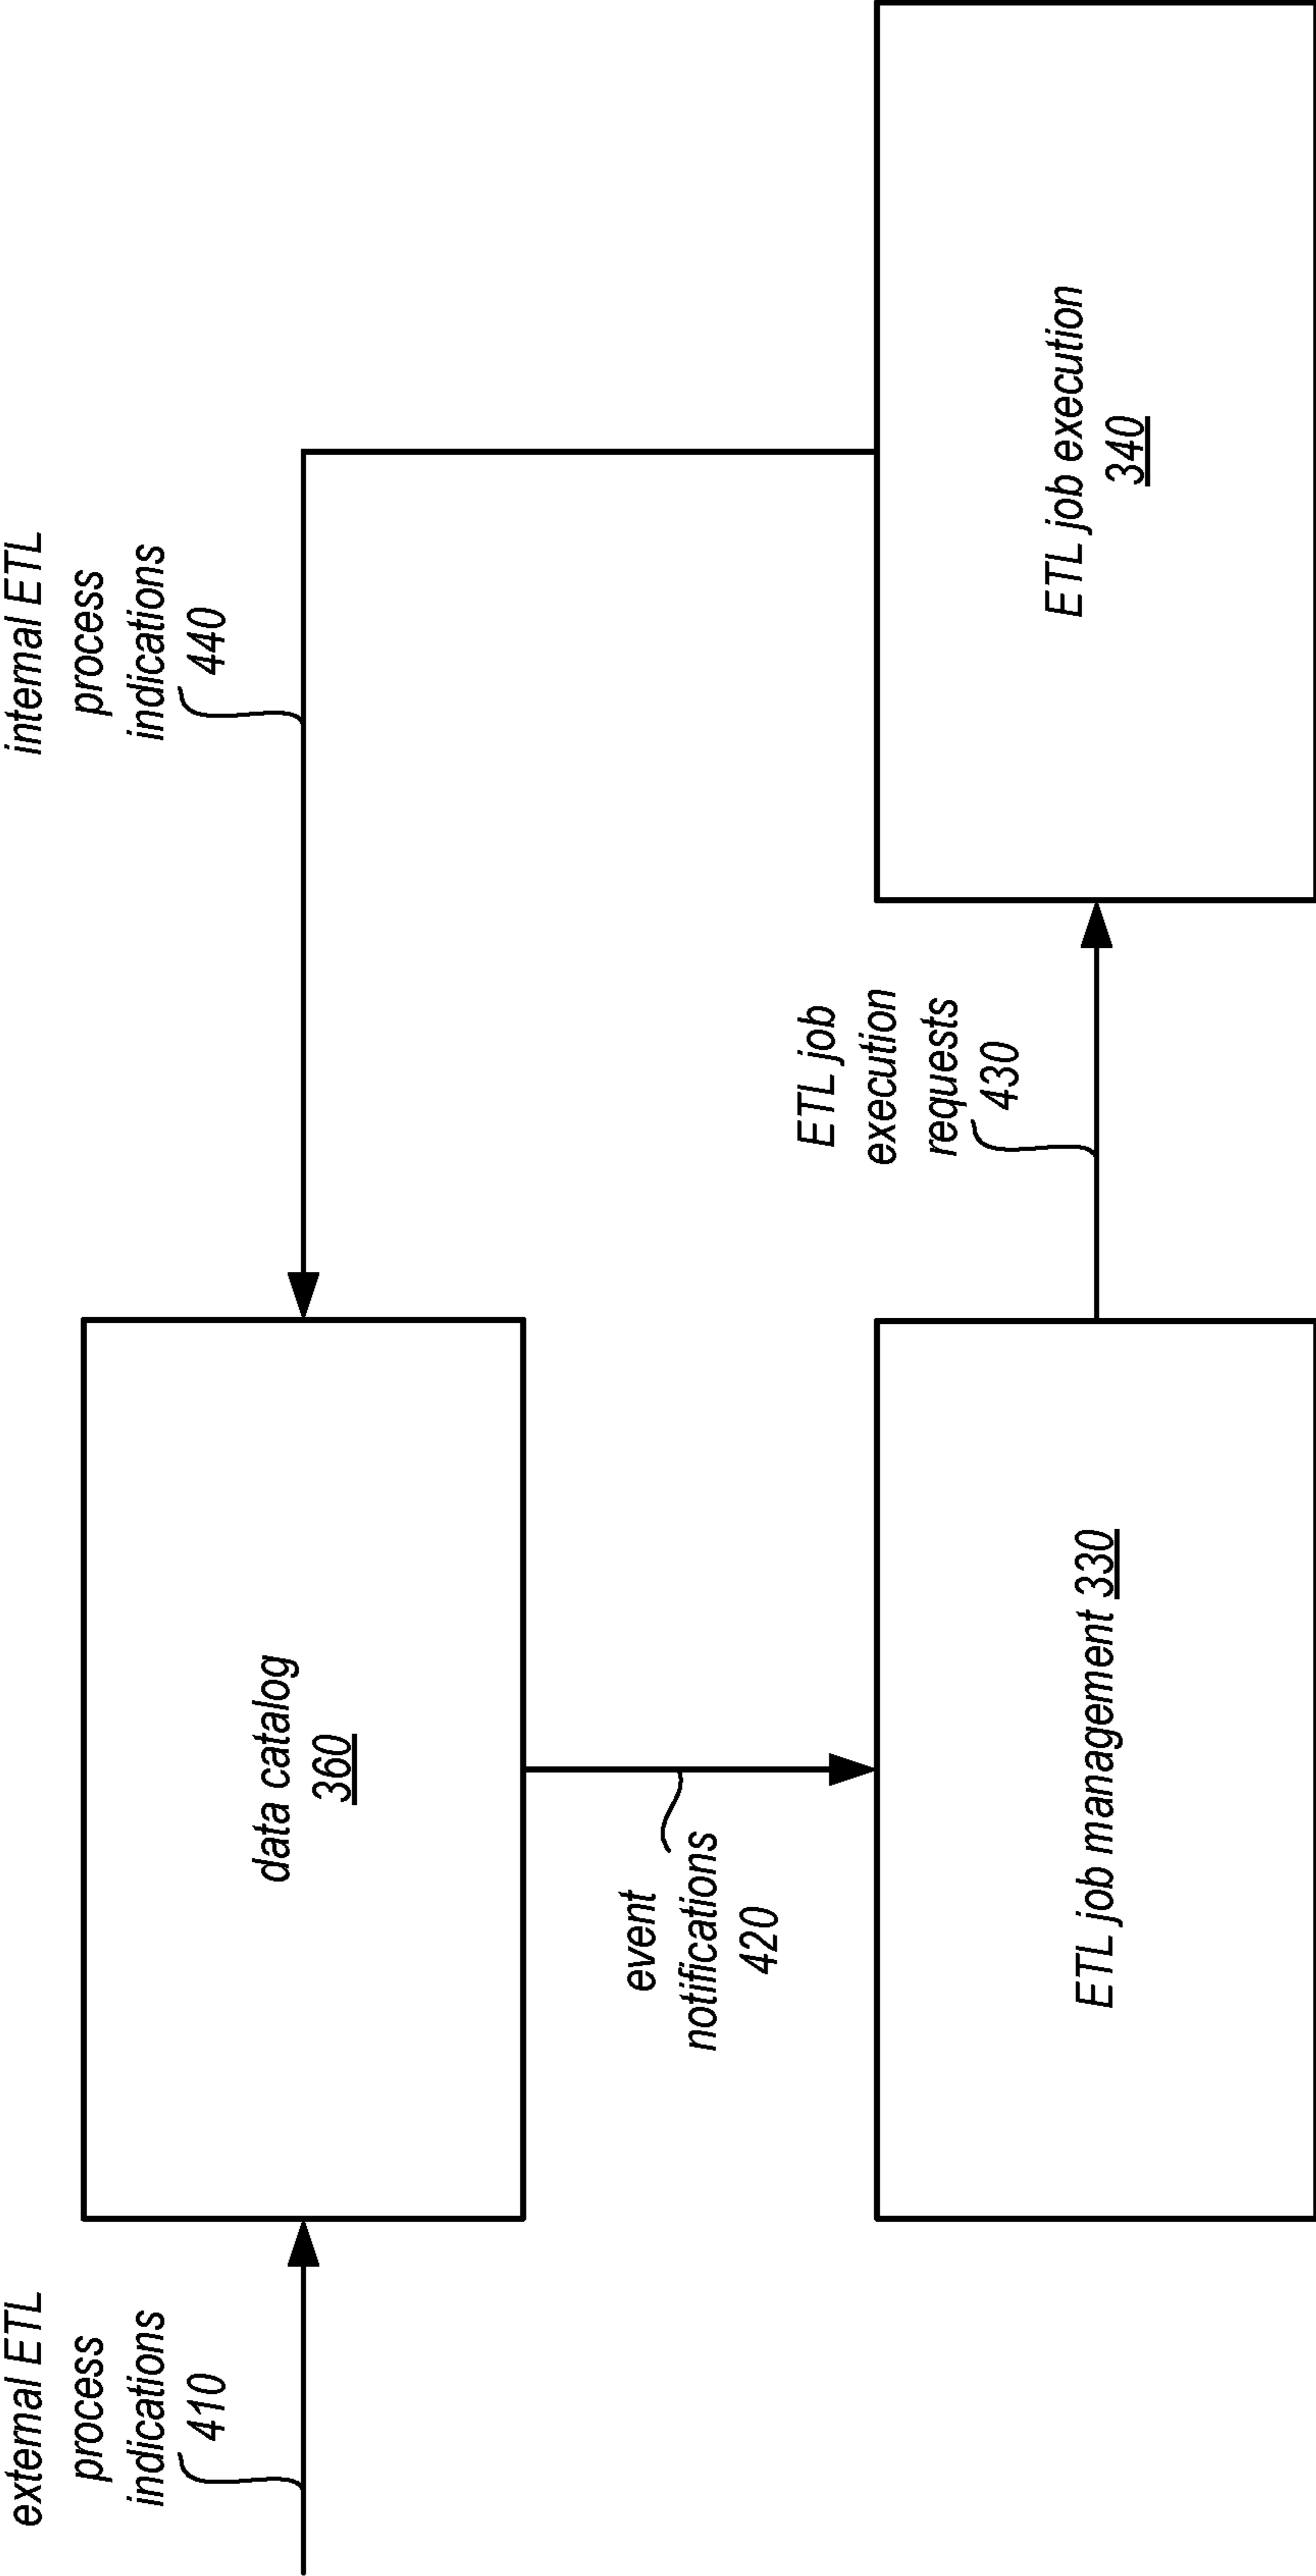 external ETL
process
indications
410
internal ETL
process
indications
440
data catalog
360
event
notifications
420
ETL job
execution
requests
430
ETL job management 330
ETL job execution
340